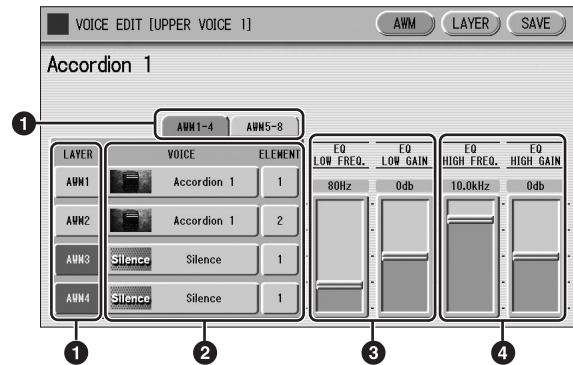 VOICE EDIT [UPPER VOICE 1] AWM LAYER SAVE
Accordion 1
1 AWM1-4 AWM5-8
LAYER VOICE ELEMENT
EQ LOW FREQ. EQ LOW GAIN EQ HIGH FREQ. EQ HIGH GAIN
80Hz 0db 10.0kHz 0db
AWM1 Accordion 1 1
AWM2 Accordion 1 2
AWM3 Silence Silence 1
AWM4 Silence Silence 1
1 2 3 4